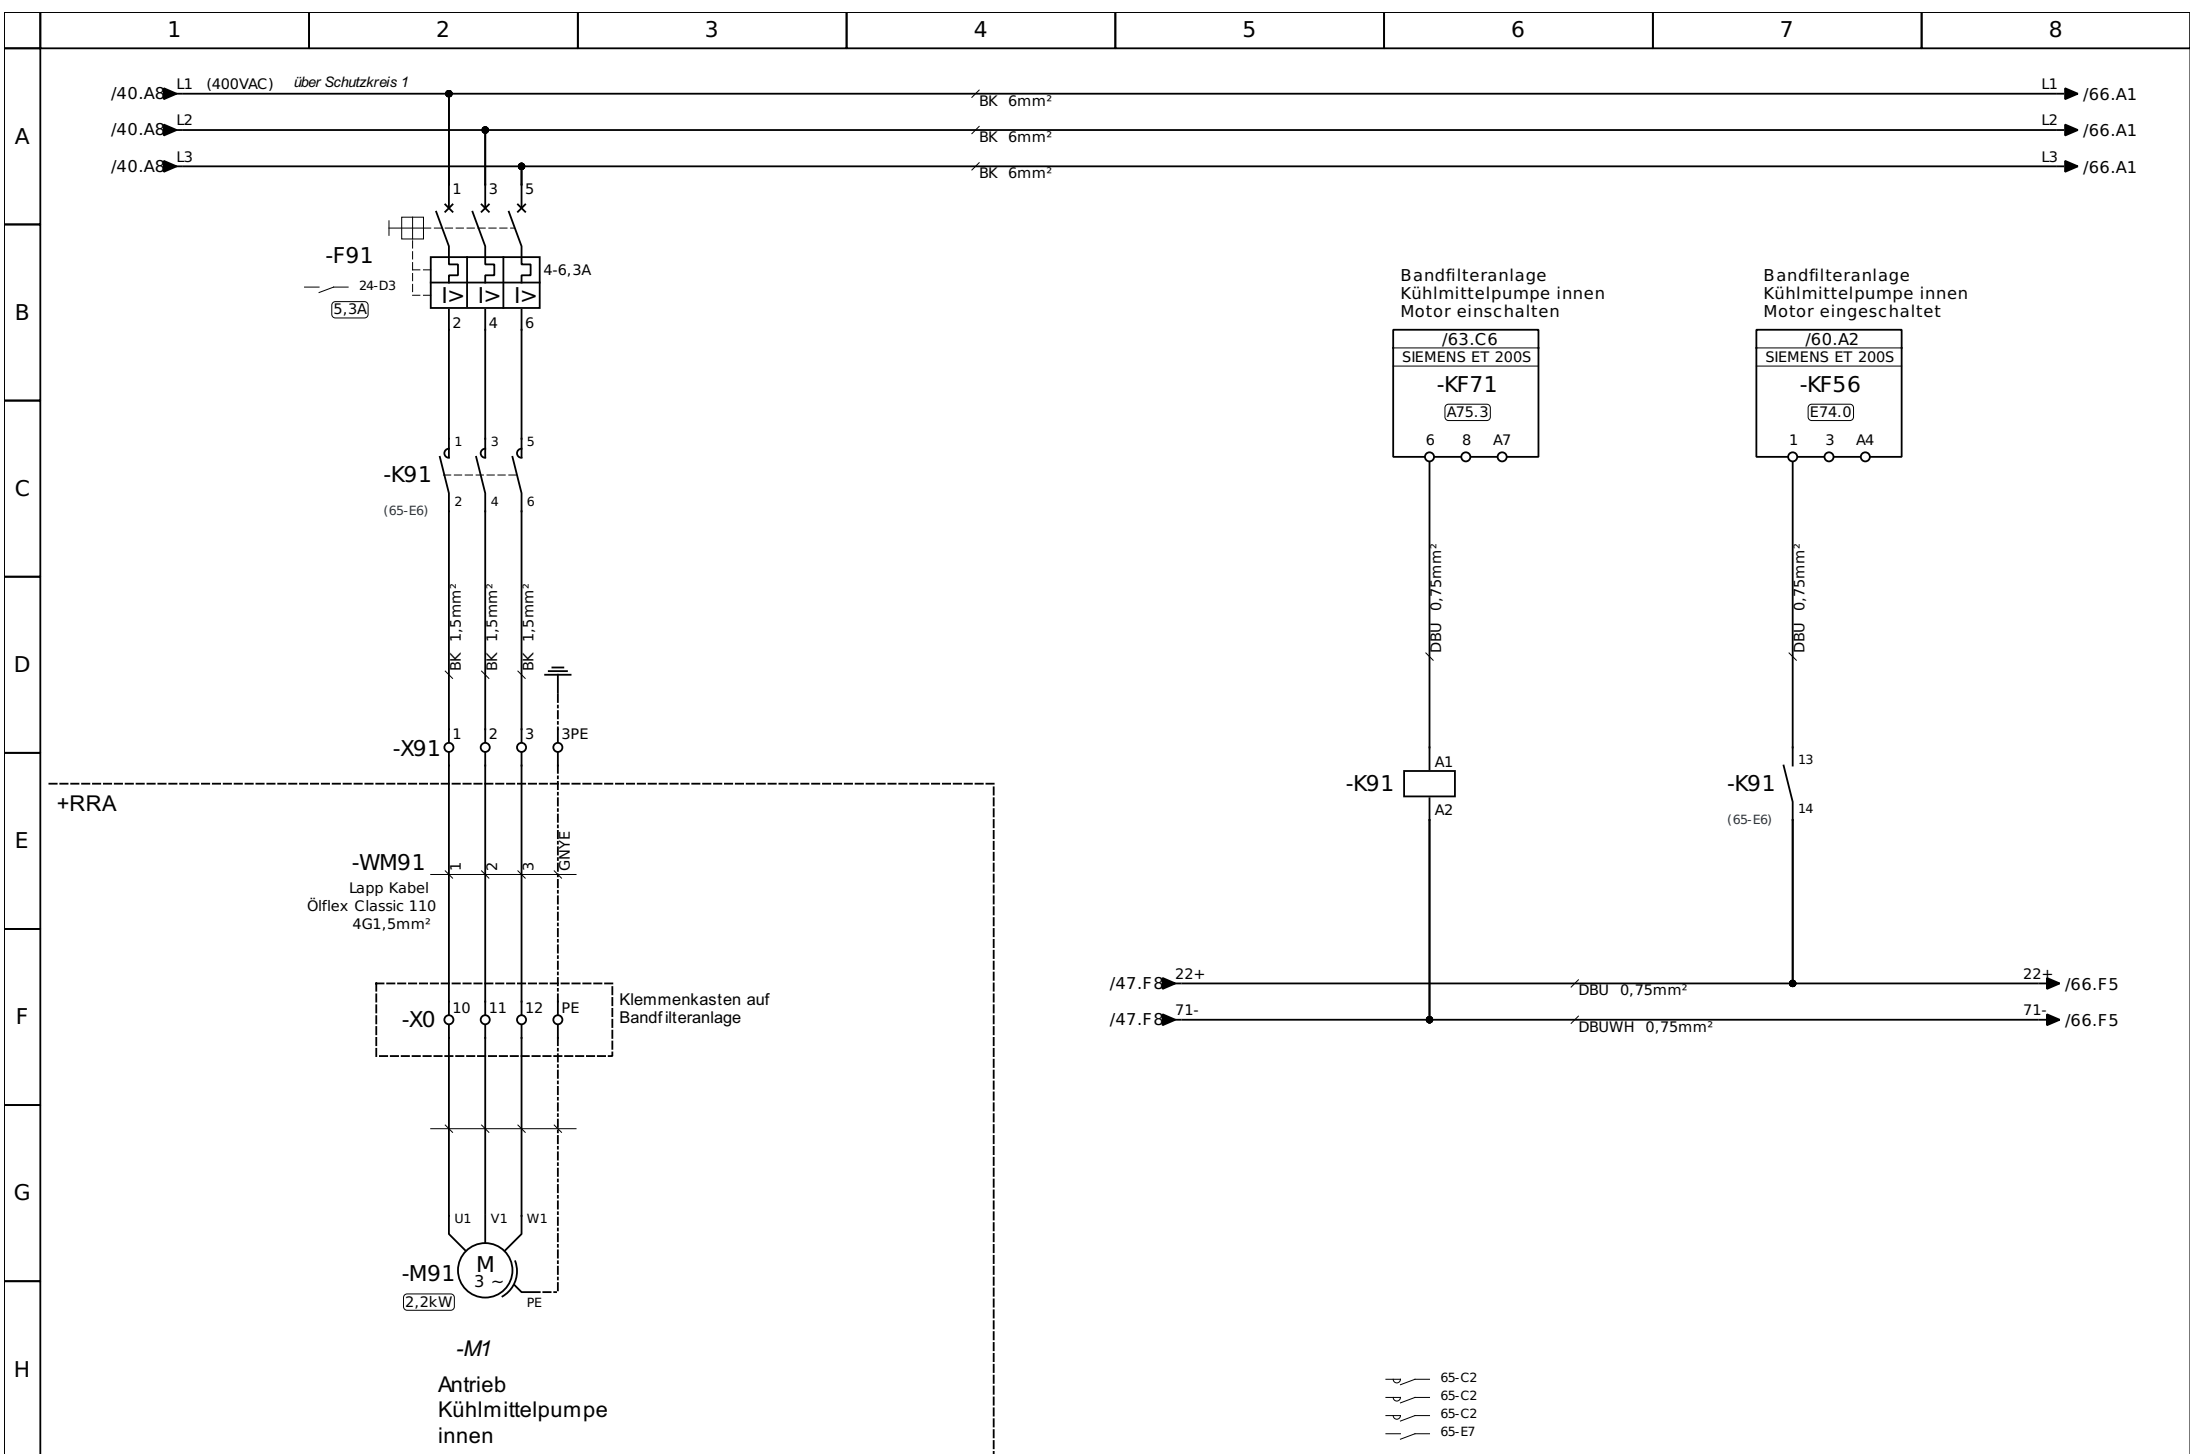 1 2 3 4 5 6 7 8
A
B
C
D
E
F
G
H
/40.A8 L1 (400VAC) über Schutzkreis 1
BK 6mm²
L1 /66.A1
/40.A8 L2
BK 6mm²
L2 /66.A1
/40.A8 L3
BK 6mm²
L3 /66.A1
1 3 5
-F91
4-6,3A
24-D3
5,3A
I> I> I>
2 4 6
1 3 5
-K91
(65-E6)
2 4 6
BK 1,5mm²
BK 1,5mm²
BK 1,5mm²
-X91 1 2 3 3PE
+RRA
-WM91 1 2 3 GNYE
Lapp Kabel
Ölflex Classic 110
4G1,5mm²
-X0 10 11 12 PE
Klemmenkasten auf
Bandfilteranlage
U1 V1 W1
-M91
M
3 ~
2,2kW
PE
-M1
Antrieb
Kühlmittelpumpe
innen
Bandfilteranlage
Kühlmittelpumpe innen
Motor einschalten
/63.C6
SIEMENS ET 200S
-KF71
A75.3
6 8 A7
DBU 0,75mm²
-K91
A1
A2
Bandfilteranlage
Kühlmittelpumpe innen
Motor eingeschaltet
/60.A2
SIEMENS ET 200S
-KF56
E74.0
1 3 A4
DBU 0,75mm²
-K91
(65-E6)
13
14
/47.F8 22+
DBU 0,75mm²
22+ /66.F5
/47.F8 71-
DBUWH 0,75mm²
71- /66.F5
65-C2
65-C2
65-C2
65-E7